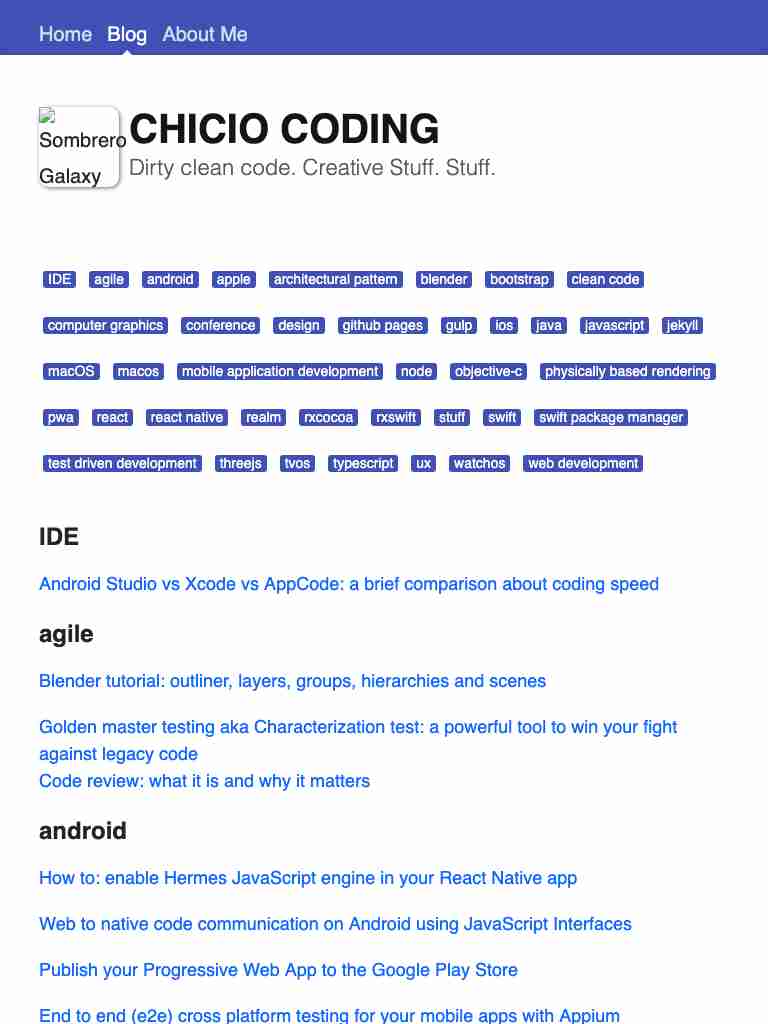 Home Blog About Me
Sombrero
Galaxy
CHICIO CODING
Dirty clean code. Creative Stuff. Stuff.
IDE agile android apple architectural pattern blender bootstrap clean code
computer graphics conference design github pages gulp ios java javascript jekyll
macOS macos mobile application development node objective-c physically based rendering
pwa react react native realm rxcocoa rxswift stuff swift swift package manager
test driven development threejs tvos typescript ux watchos web development
IDE
Android Studio vs Xcode vs AppCode: a brief comparison about coding speed
agile
Blender tutorial: outliner, layers, groups, hierarchies and scenes
Golden master testing aka Characterization test: a powerful tool to win your fight
against legacy code
Code review: what it is and why it matters
android
How to: enable Hermes JavaScript engine in your React Native app
Web to native code communication on Android using JavaScript Interfaces
Publish your Progressive Web App to the Google Play Store
End to end (e2e) cross platform testing for your mobile apps with Appium